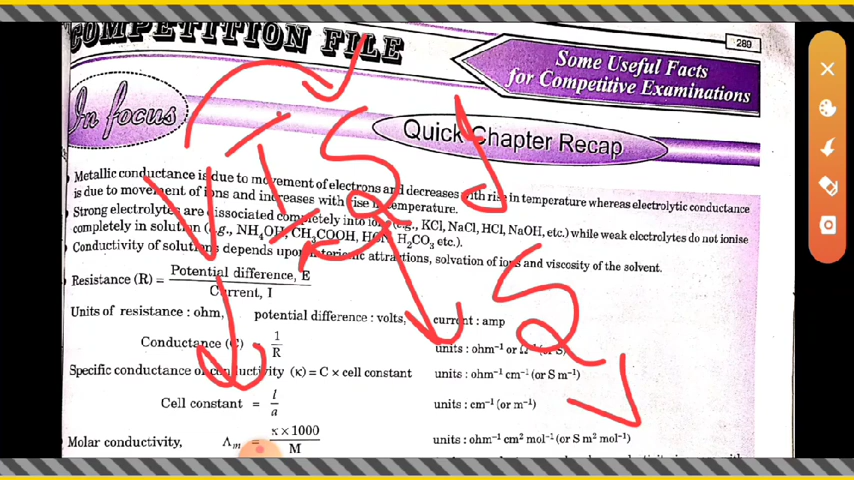 COMPETITION FILE
289
Some Useful Facts
for Competitive Examinations
In focus
Quick Chapter Recap
Metallic conductance is due to movement of electrons and decreases with rise in temperature whereas electrolytic conductance
is due to movement of ions and increases with rise in temperature.
Strong electrolytes are dissociated completely into ions (e.g., KCl, NaCl, HCl, NaOH, etc.) while weak electrolytes do not ionise
completely in solution (e.g., NH₄OH, CH₃COOH, HCN, H₂CO₃ etc.).
Conductivity of solutions depends upon interionic attractions, solvation of ions and viscosity of the solvent.
Resistance (R) = Potential difference, E / Current, I
Units of resistance : ohm, potential difference : volts, current : amp
Conductance (C) = 1/R units : ohm⁻¹ or Ω⁻¹ (or S)
Specific conductance or conductivity (κ) = C × cell constant units : ohm⁻¹ cm⁻¹ (or S m⁻¹)
Cell constant = l/a units : cm⁻¹ (or m⁻¹)
Molar conductivity, Λm = κ × 1000 / M units : ohm⁻¹ cm² mol⁻¹ (or S m² mol⁻¹)